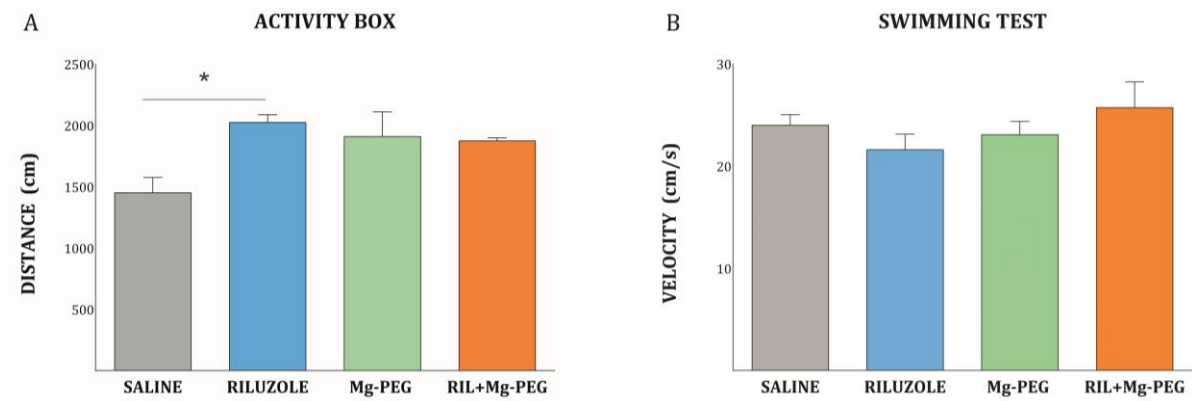 A
ACTIVITY BOX
DISTANCE (cm)
2500
2000
1500
1000
500
*
SALINE RILUZOLE Mg-PEG RIL+Mg-PEG
B
SWIMMING TEST
VELOCITY (cm/s)
30
20
10
SALINE RILUZOLE Mg-PEG RIL+Mg-PEG